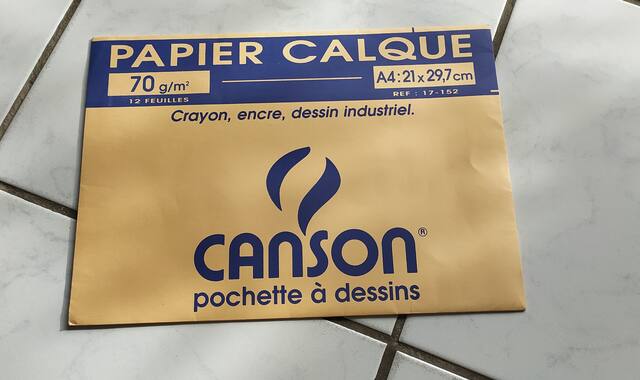 PAPIER CALQUE
70 g/m²
A4 : 21 x 29,7 cm
12 FEUILLES
REF : 17-152
Crayon, encre, dessin industriel.
CANSON®
pochette à dessins